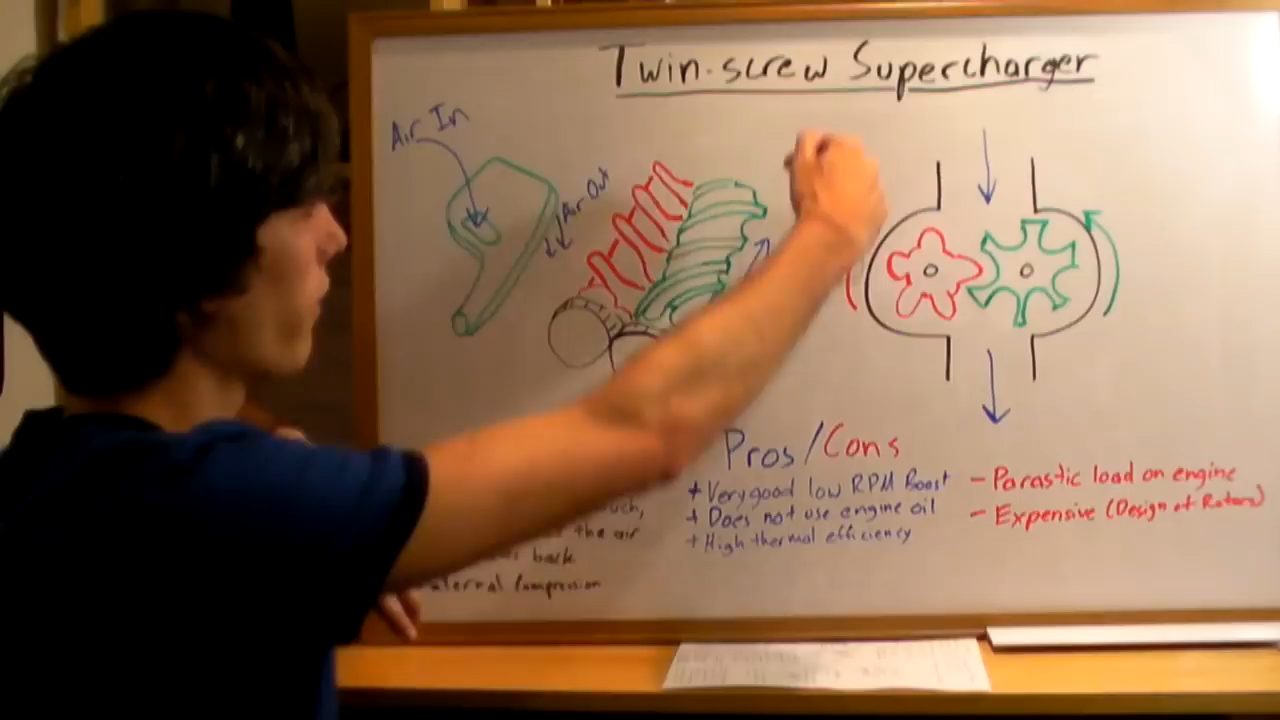 Twin-screw Supercharger
Air In
Air Out
Pros/Cons
+ Very good low RPM Boost
+ Does not use engine oil
+ High thermal efficiency
- Parastic load on engine
- Expensive (Design of Rotors)
the air
back